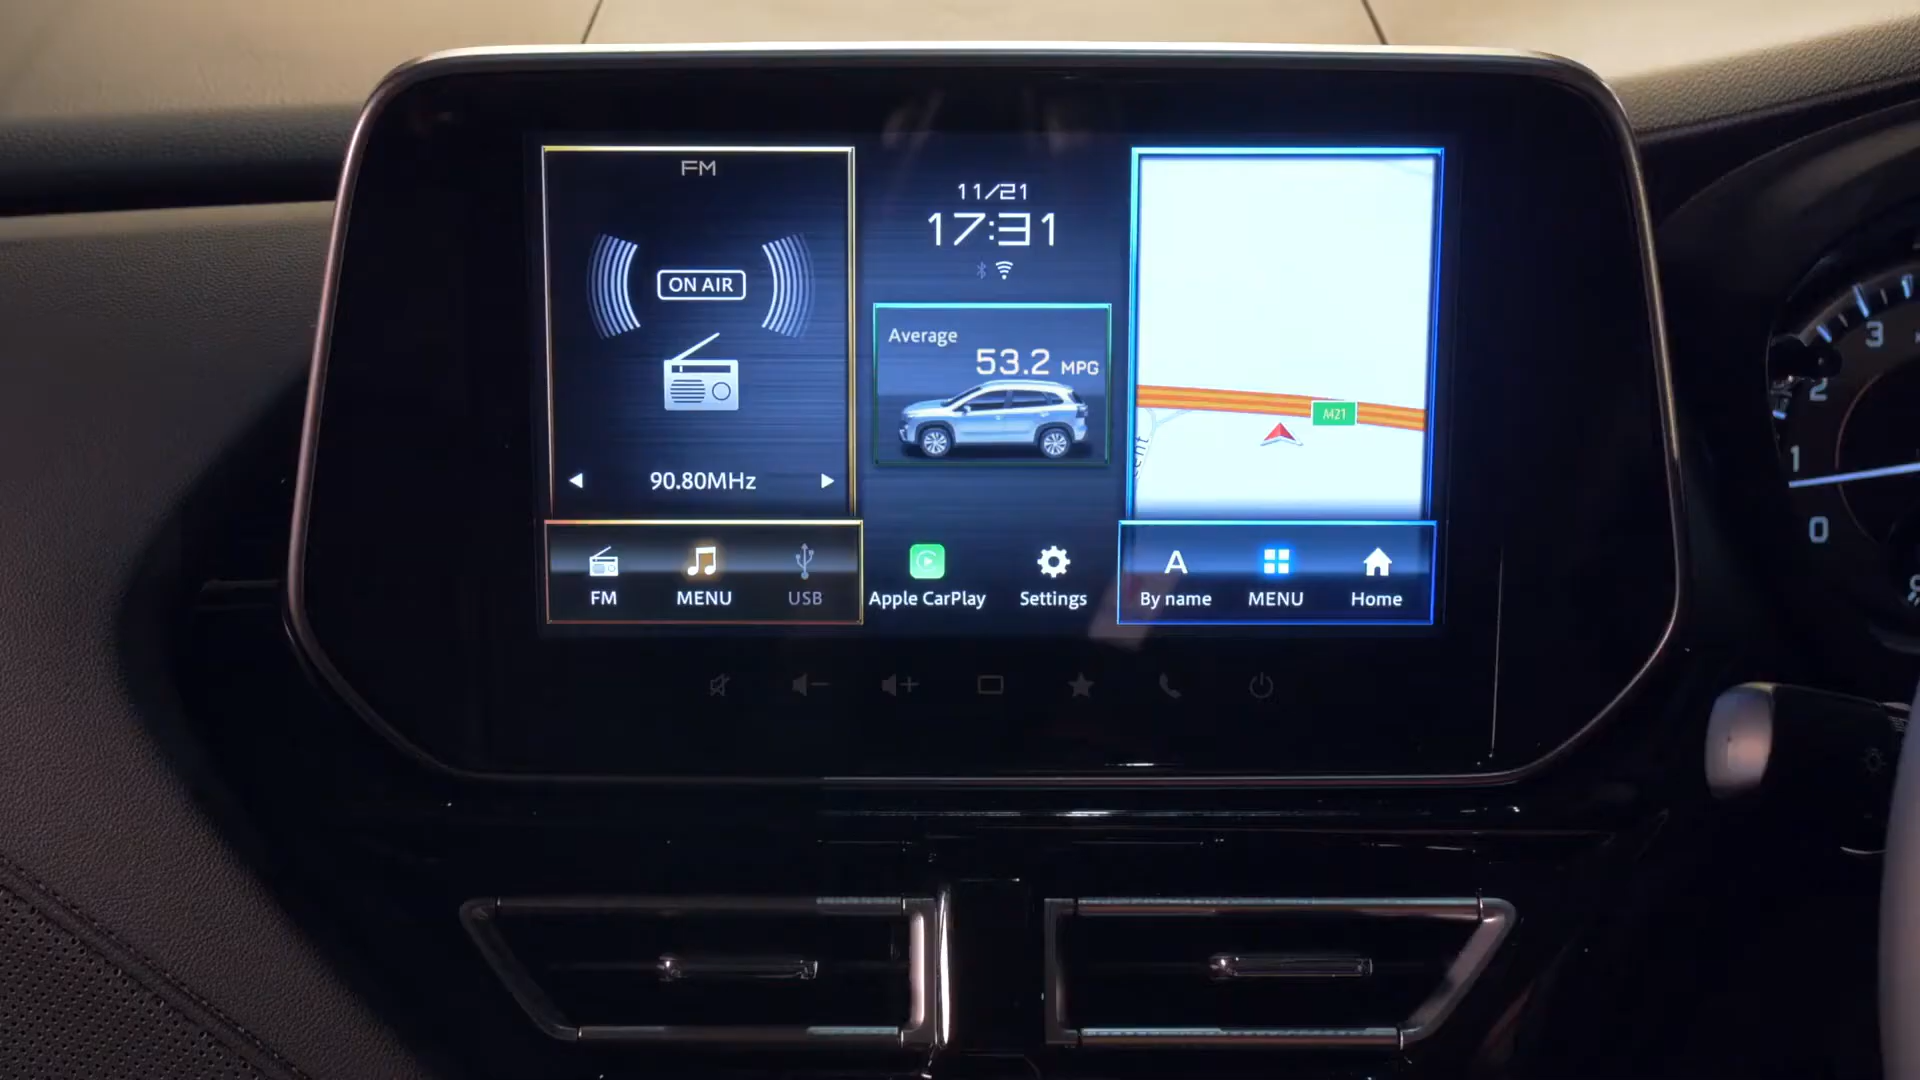 FM
ON AIR
90.80MHz
FM
MENU
USB
11/21
17:31
Average
53.2 MPG
Apple CarPlay
Settings
A421
A
By name
MENU
Home
3
2
1
0